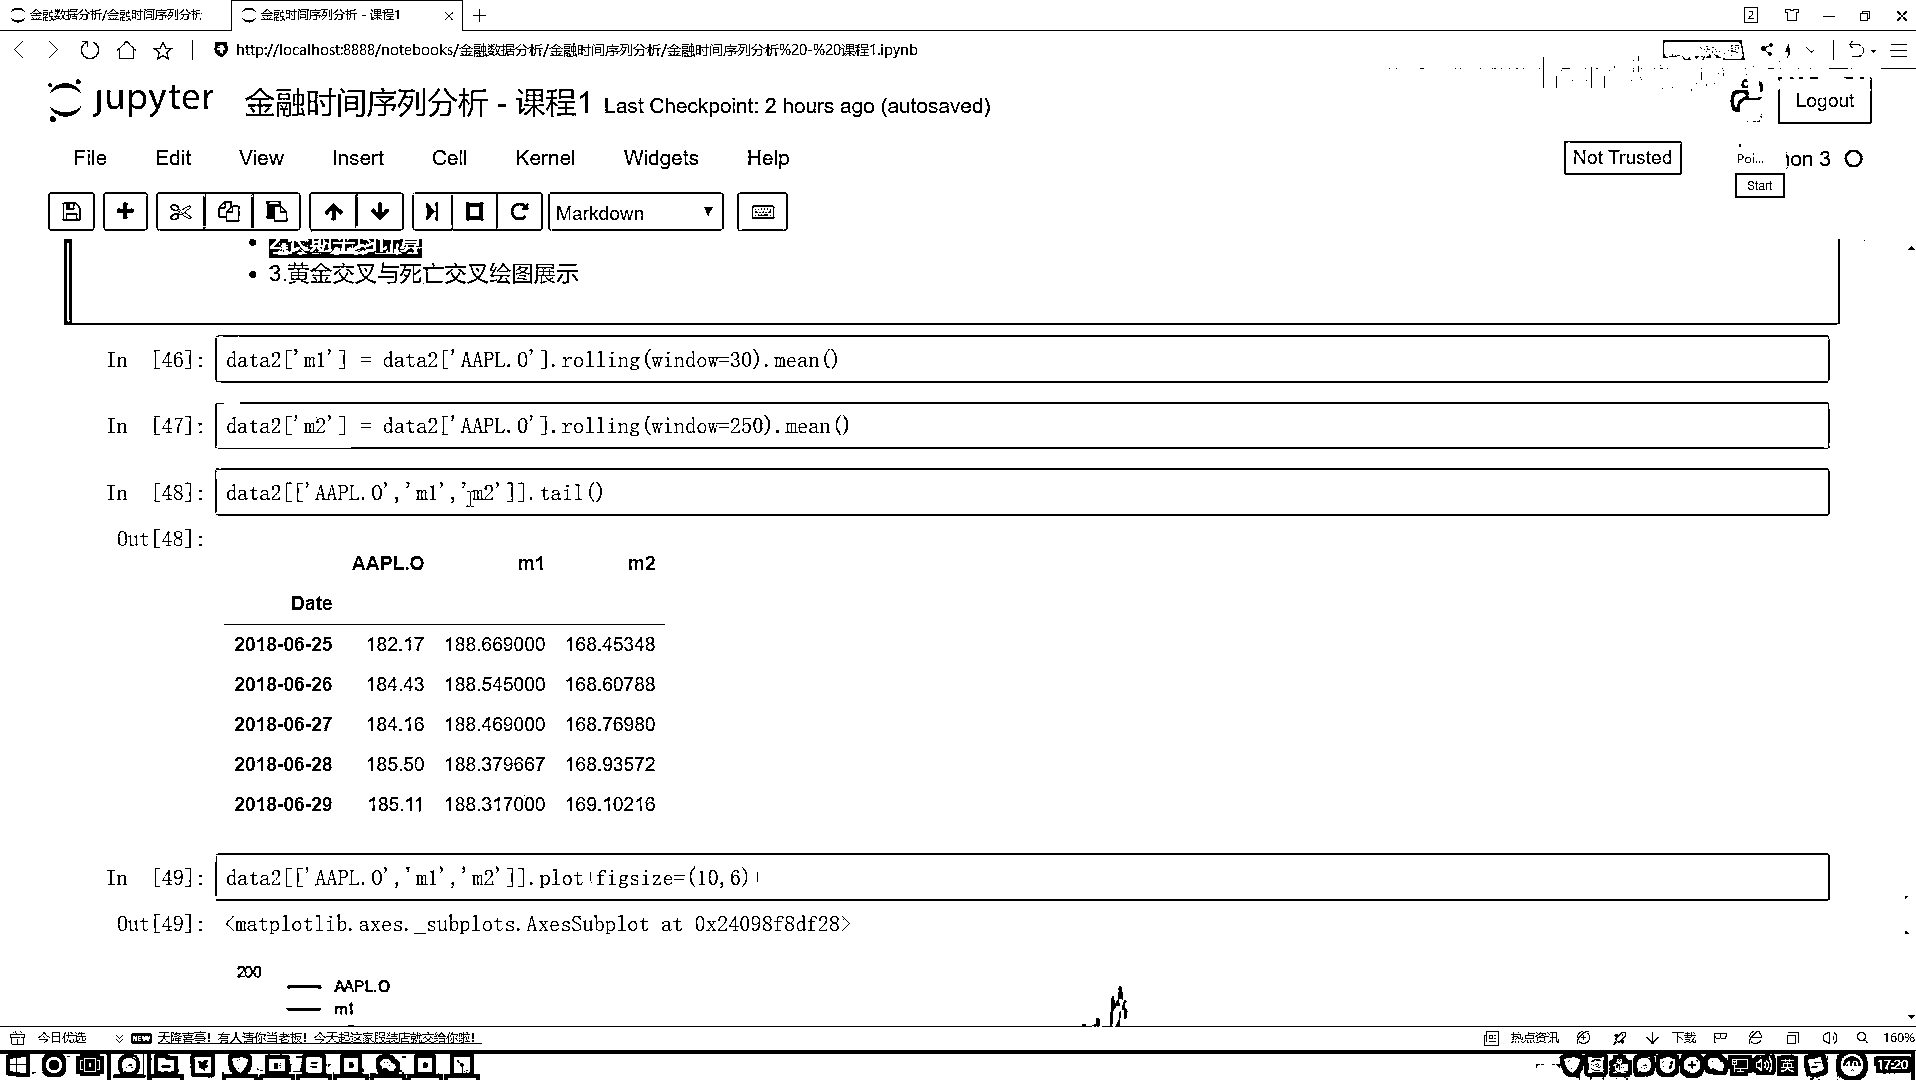 金融数据分析/金融时间序列分析
金融时间序列分析 - 课程1
2
http://localhost:8888/notebooks/金融数据分析/金融时间序列分析/金融时间序列分析%20-%20课程1.ipynb
jupyter 金融时间序列分析 - 课程1 Last Checkpoint: 2 hours ago (autosaved)
Logout
File Edit View Insert Cell Kernel Widgets Help
Not Trusted
Poi...
on 3
Start
Markdown
2.长期平均计算
3.黄金交叉与死亡交叉绘图展示
In [46]: data2['m1'] = data2['AAPL.O'].rolling(window=30).mean()
In [47]: data2['m2'] = data2['AAPL.O'].rolling(window=250).mean()
In [48]: data2[['AAPL.O','m1','m2']].tail()
Out[48]:
AAPL.O m1 m2
Date
2018-06-25 182.17 188.669000 168.45348
2018-06-26 184.43 188.545000 168.60788
2018-06-27 184.16 188.469000 168.76980
2018-06-28 185.50 188.379667 168.93572
2018-06-29 185.11 188.317000 169.10216
In [49]: data2[['AAPL.O','m1','m2']].plot(figsize=(10,6))
Out[49]: <matplotlib.axes._subplots.AxesSubplot at 0x24098f8df28>
200
AAPL.O
m1
今日优选
NEW 天降喜事！有人请你当老板！今天起这家服装店就交给你啦！
热点资讯
下载
160%
英
17:20